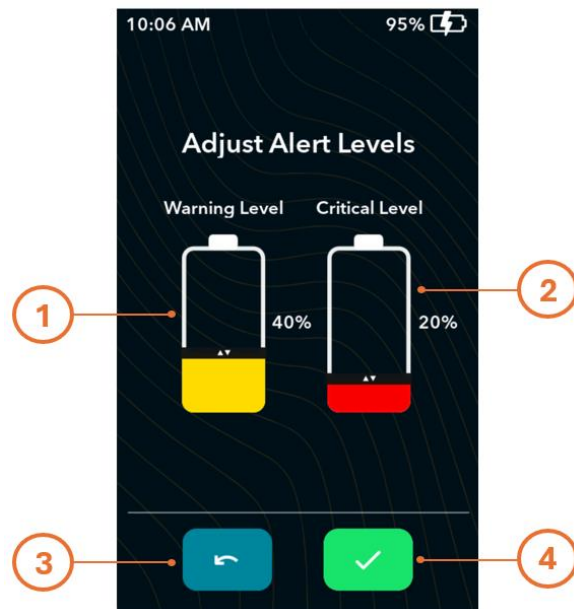 10:06 AM 95%
Adjust Alert Levels
Warning Level Critical Level
1 2
40% 20%
3 4